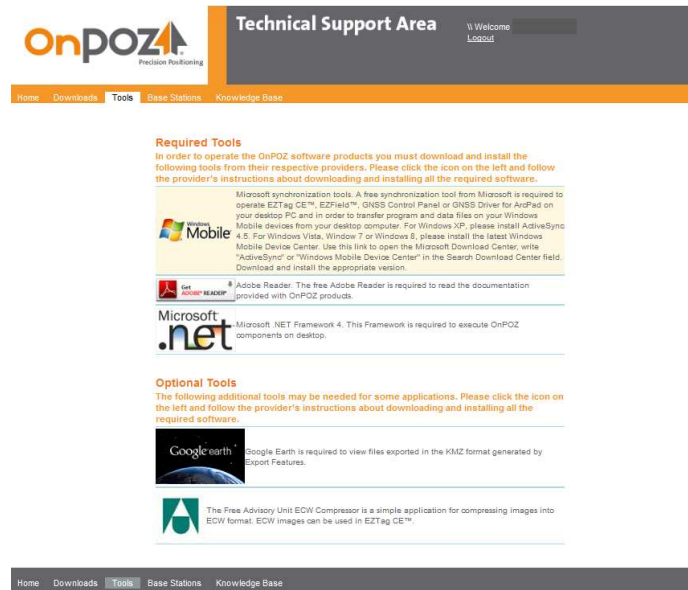 OnPOZ
Precision Positioning
Technical Support Area
\\ Welcome
Logout
Home Downloads Tools Base Stations Knowledge Base
Required Tools
In order to operate the OnPOZ software products you must download and install the
following tools from their respective providers. Please click the icon on the left and follow
the provider's instructions about downloading and installing all the required software.
Windows
Mobile
Microsoft synchronization tools. A free synchronization tool from Microsoft is required to
operate EZTag CE™, EZField™, GNSS Control Panel or GNSS Driver for ArcPad on
your desktop PC and in order to transfer program and data files on your Windows
Mobile devices from your desktop computer. For Windows XP, please install ActiveSync
4.5. For Windows Vista, Window 7 or Windows 8, please install the latest Windows
Mobile Device Center. Use this link to open the Microsoft Download Center, write
"ActiveSync" or "Windows Mobile Device Center" in the Search Download Center field.
Download and install the appropriate version.
Get
ADOBE® READER®
Adobe Reader. The free Adobe Reader is required to read the documentation
provided with OnPOZ products.
Microsoft
.net
Microsoft .NET Framework 4. This Framework is required to execute OnPOZ
components on desktop.
Optional Tools
The following additional tools may be needed for some applications. Please click the icon on
the left and follow the provider's instructions about downloading and installing all the
required software.
Google earth
Google Earth is required to view files exported in the KMZ format generated by
Export Features.
The Free Advisory Unit ECW Compressor is a simple application for compressing images into
ECW format. ECW images can be used in EZTag CE™.
Home Downloads Tools Base Stations Knowledge Base